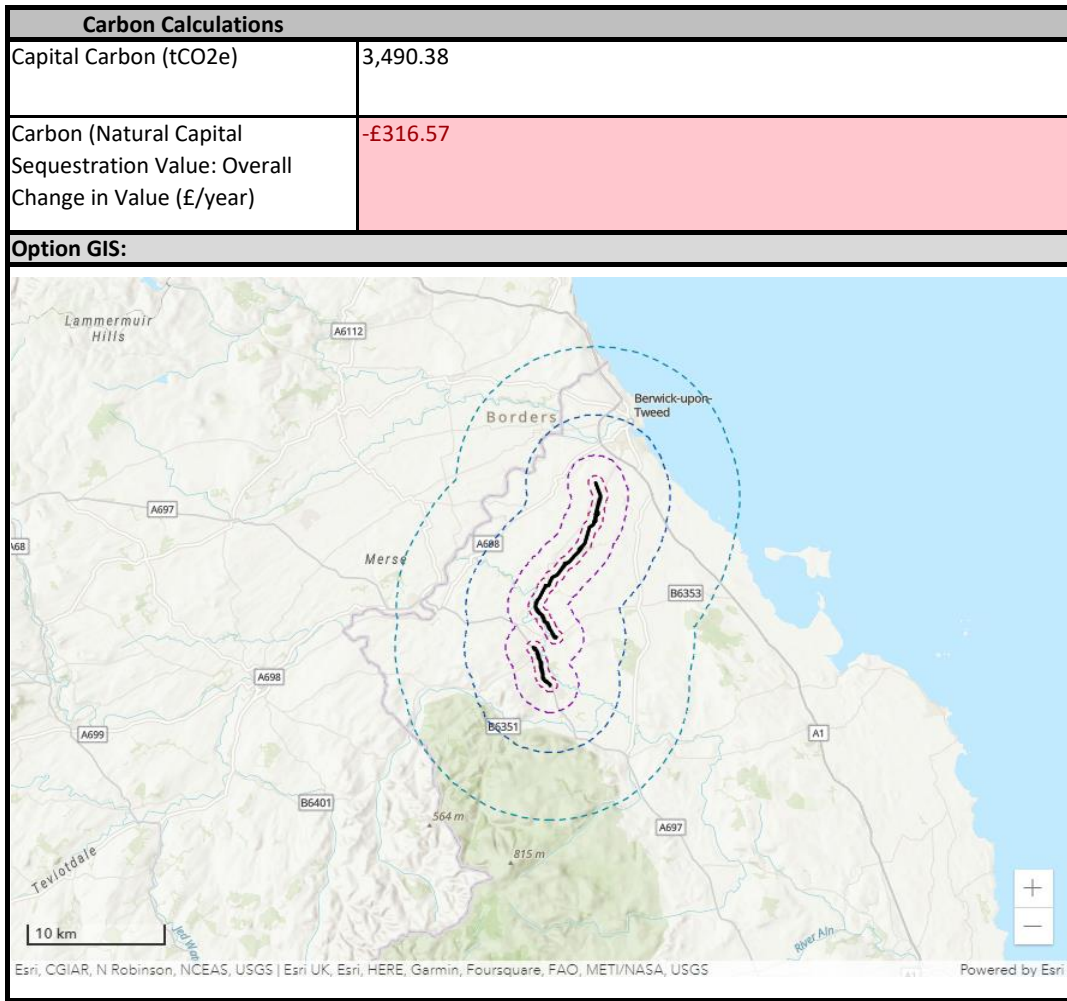 Carbon Calculations
Capital Carbon (tCO2e)
3,490.38
Carbon (Natural Capital
Sequestration Value: Overall
Change in Value (£/year)
-£316.57
Option GIS:
Lammermuir
Hills
A6112
Berwick-upon-
Tweed
Borders
A697
A68
A698
Merse
B6353
A698
A699
B6351
A1
B6401
564 m
A697
815 m
Teviotdale
10 km
River Aln
+
−
Esri, CGIAR, N Robinson, NCEAS, USGS | Esri UK, Esri, HERE, Garmin, Foursquare, FAO, METI/NASA, USGS
A1
Powered by Esri